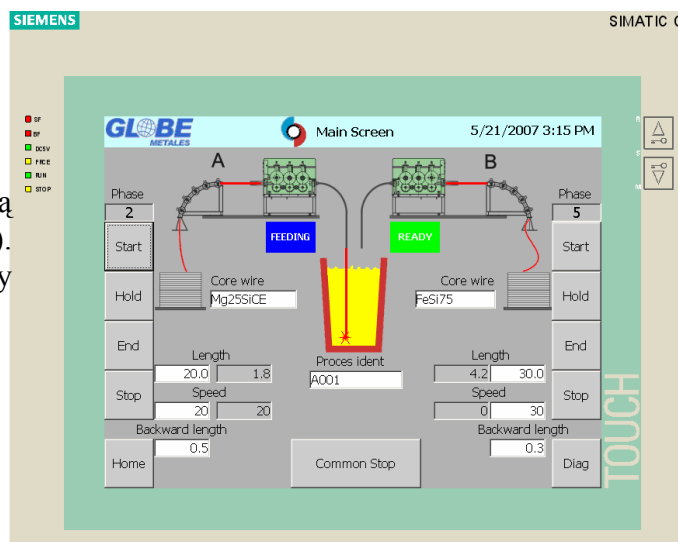 SIEMENS
SIMATIC
SF
BF
DCSV
FRCE
RUN
STOP
ą
).
y
GLOBE
METALES
Main Screen
5/21/2007 3:15 PM
A
B
Phase
2
Phase
5
FEEDING
READY
Start
Start
Hold
Core wire
Mg25SiCE
Core wire
FeSi75
Hold
End
End
Proces ident
A001
Length
20.0 1.8
Length
4.2 30.0
Stop
Speed
20 20
Speed
0 30
Stop
Backward length
0.5
Backward length
0.3
Home
Common Stop
Diag
TOUCH